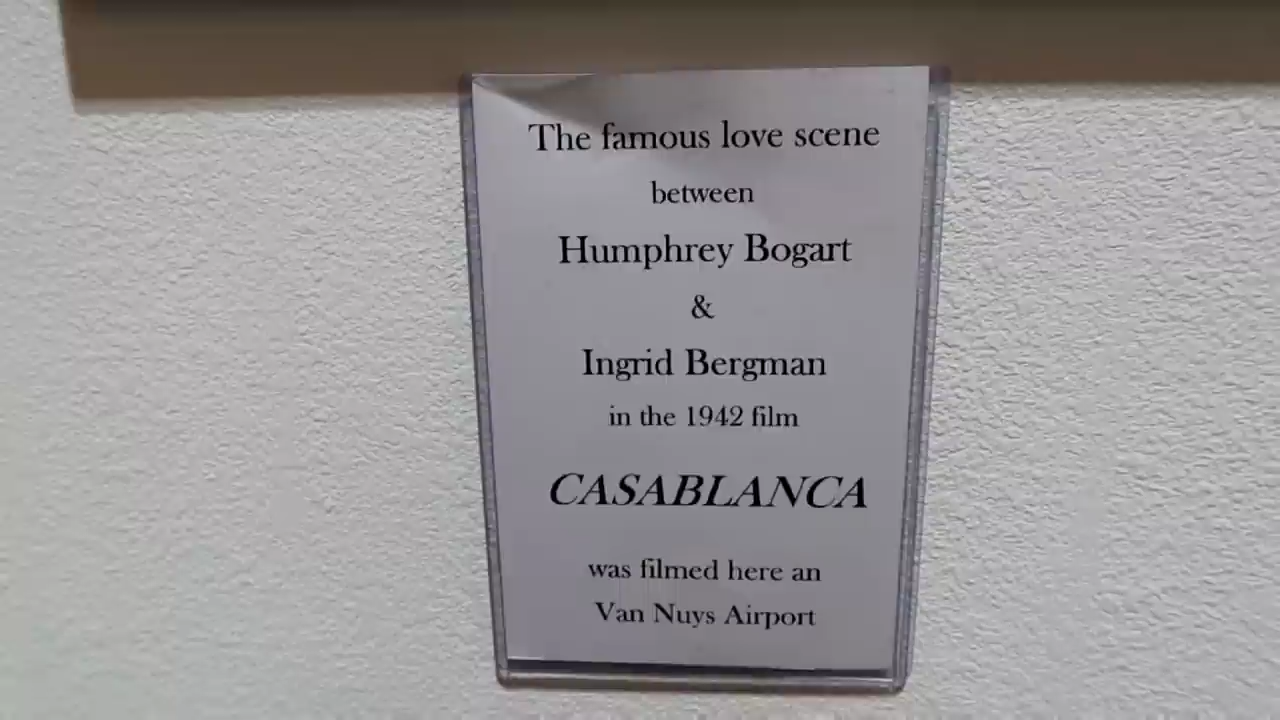 The famous love scene
between
Humphrey Bogart
&
Ingrid Bergman
in the 1942 film
CASABLANCA
was filmed here an
Van Nuys Airport